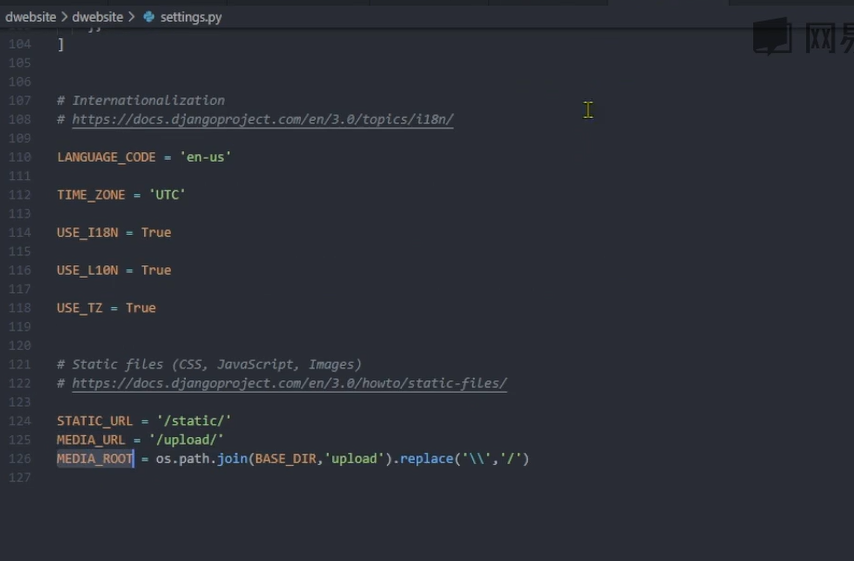 dwebsite > dwebsite > settings.py
104 ]
105
106
107 # Internationalization
108 # https://docs.djangoproject.com/en/3.0/topics/i18n/
109
110 LANGUAGE_CODE = 'en-us'
111
112 TIME_ZONE = 'UTC'
113
114 USE_I18N = True
115
116 USE_L10N = True
117
118 USE_TZ = True
119
120
121 # Static files (CSS, JavaScript, Images)
122 # https://docs.djangoproject.com/en/3.0/howto/static-files/
123
124 STATIC_URL = '/static/'
125 MEDIA_URL = '/upload/'
126 MEDIA_ROOT = os.path.join(BASE_DIR,'upload').replace('\\','/')
127
网易